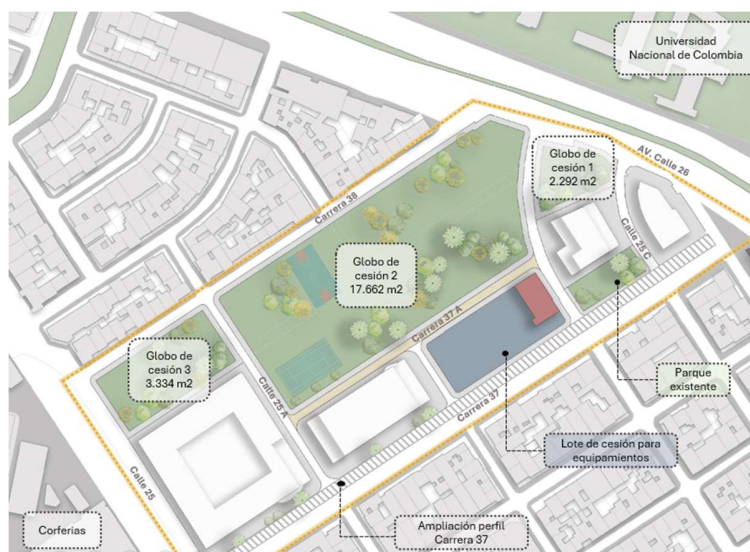 Universidad
Nacional de Colombia
AV. Calle 26
Globo de
cesión 1
2.292 m2
Carrera 38
Calle 25 C
Globo de
cesión 2
17.662 m2
Carrera 37 A
Globo de
cesión 3
3.334 m2
Calle 25 A
Carrera 37
Parque
existente
Lote de cesión para
equipamientos
Calle 25
Corferias
Ampliación perfil
Carrera 37